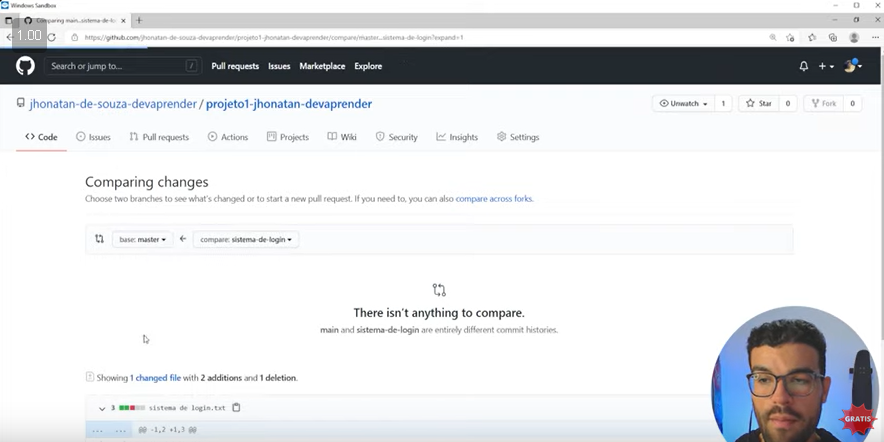 Windows Sandbox
Comparing main...sistema-de-lo
1.00
https://github.com/jhonatan-de-souza-devaprender/projeto1-jhonatan-devaprender/compare/master...sistema-de-login?expand=1
Search or jump to... /
Pull requests Issues Marketplace Explore
jhonatan-de-souza-devaprender / projeto1-jhonatan-devaprender
Unwatch 1 Star 0 Fork 0
Code Issues Pull requests Actions Projects Wiki Security Insights Settings
Comparing changes
Choose two branches to see what's changed or to start a new pull request. If you need to, you can also compare across forks.
base: master compare: sistema-de-login
There isn't anything to compare.
main and sistema-de-login are entirely different commit histories.
Showing 1 changed file with 2 additions and 1 deletion.
3 sistema de login.txt
... ... @@ -1,2 +1,3 @@
GRATIS